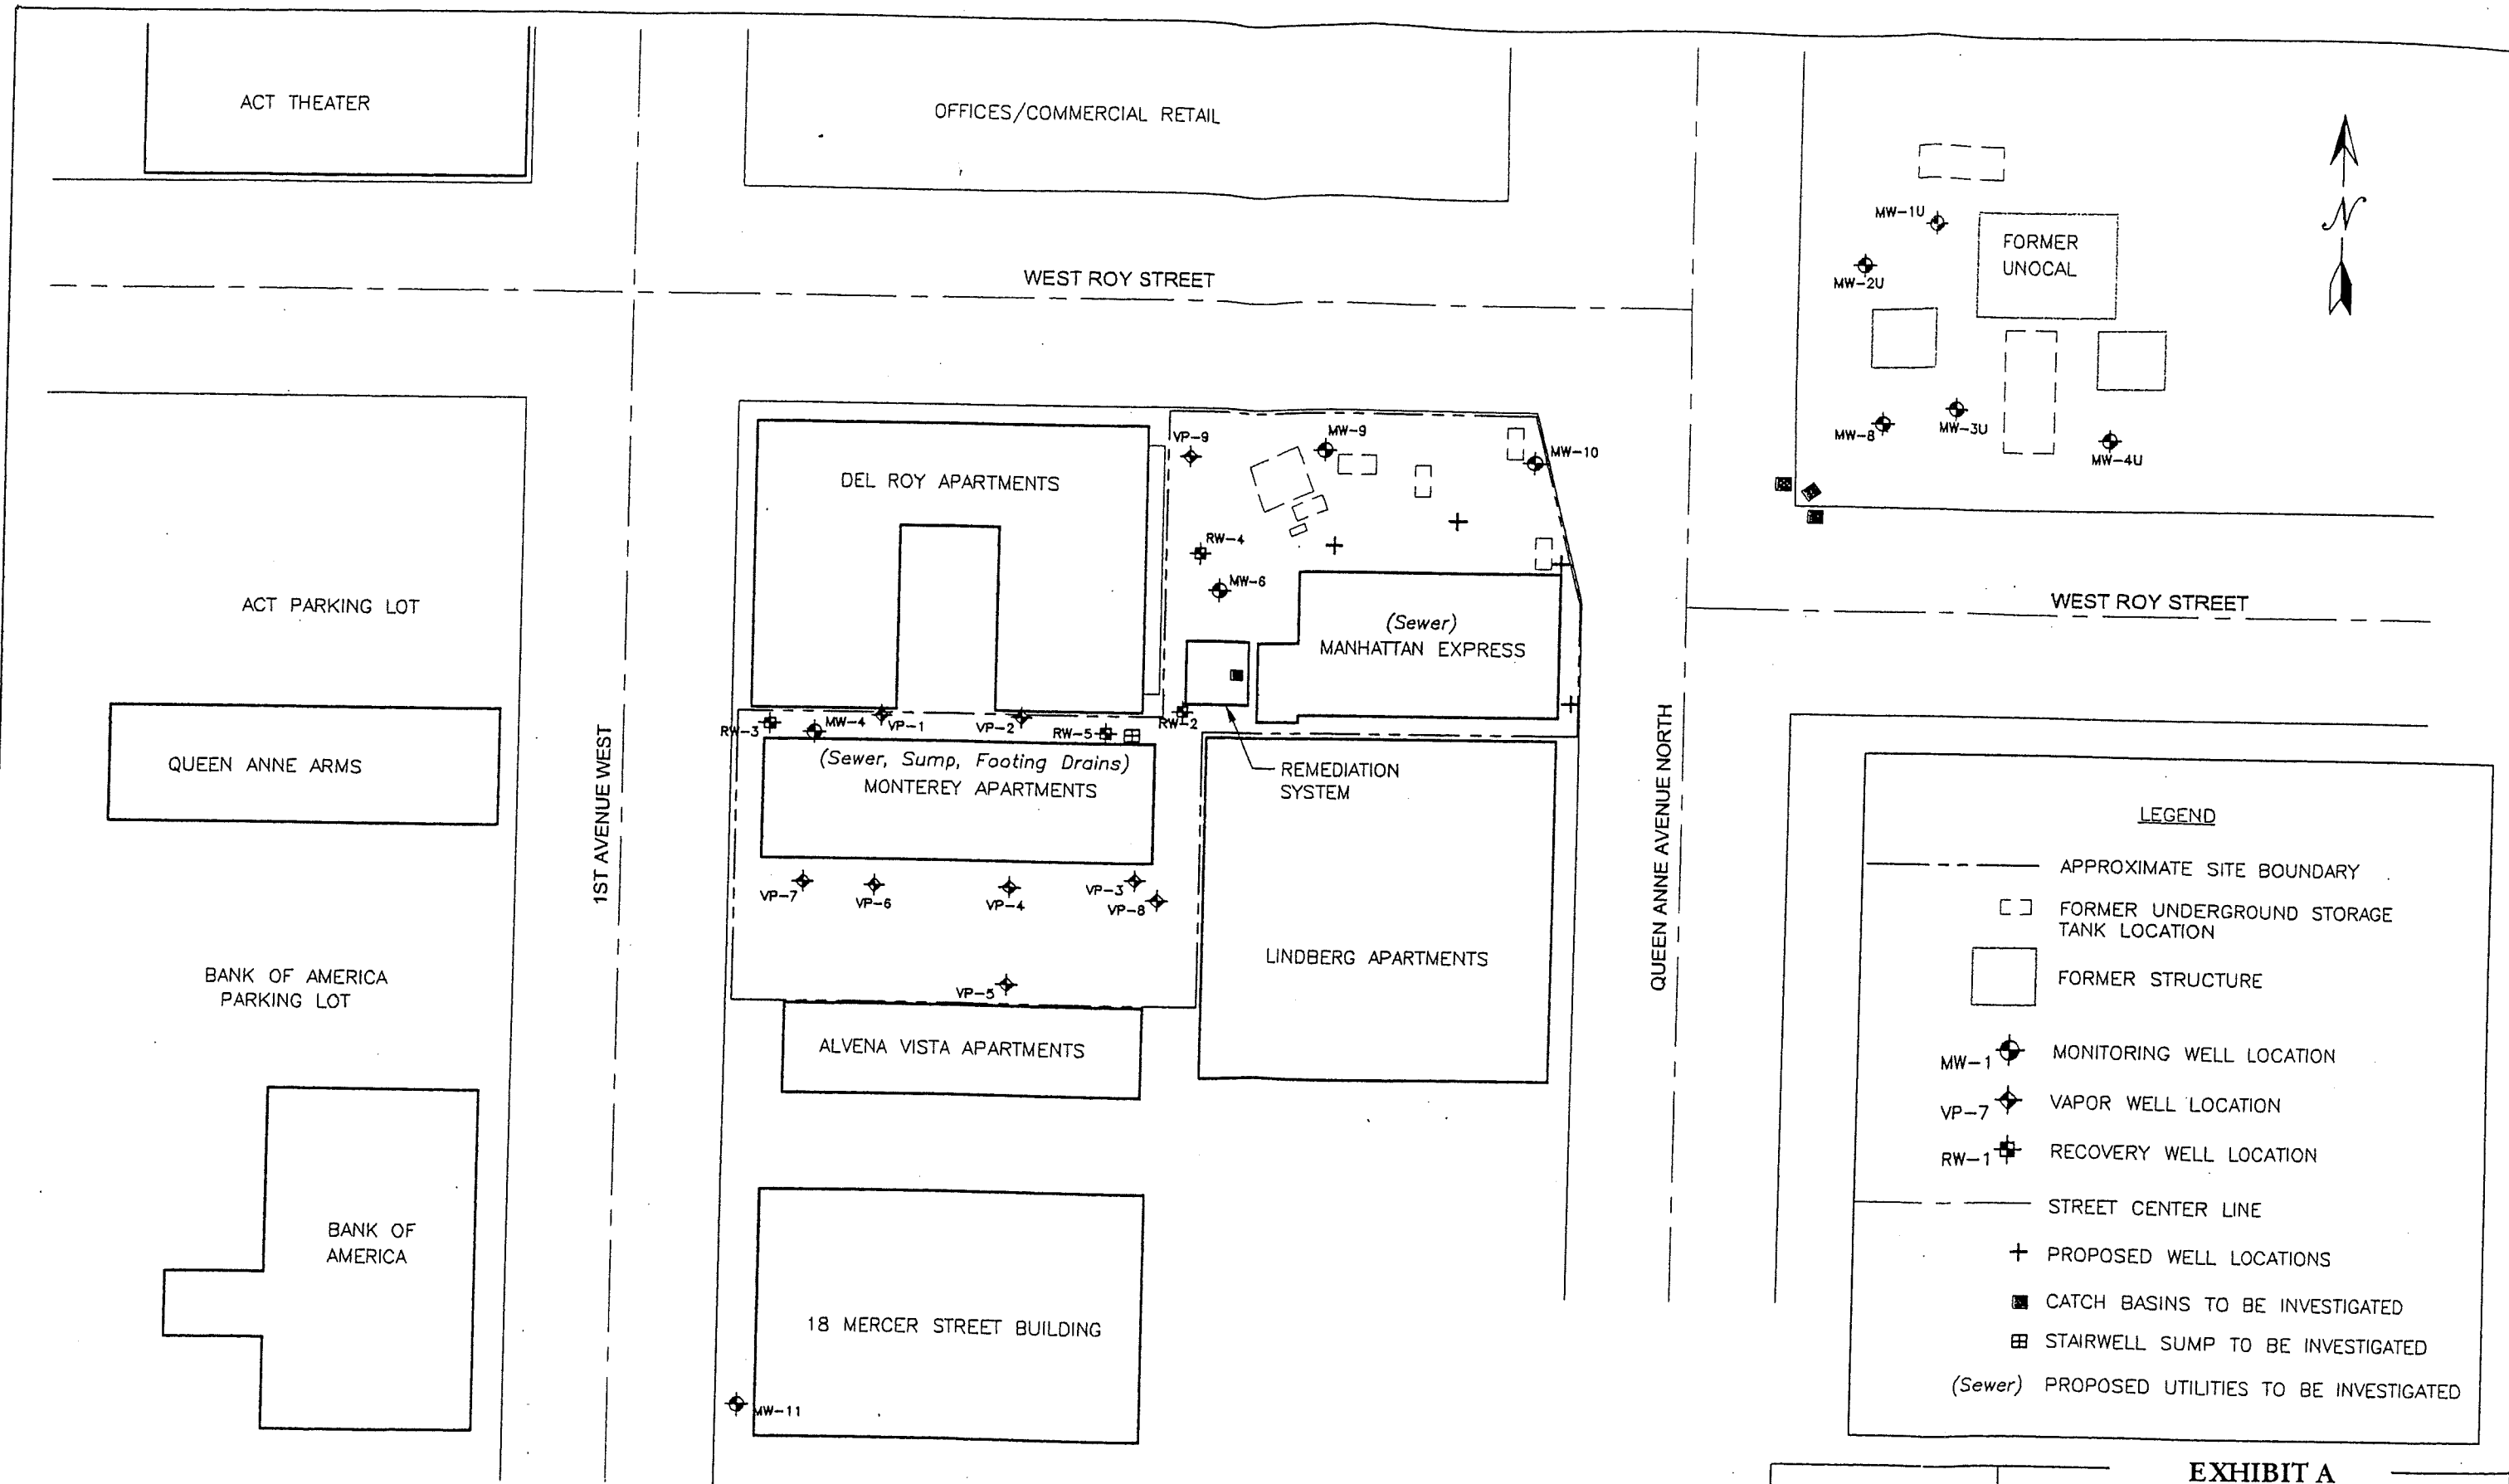 ACT THEATER
OFFICES/COMMERCIAL RETAIL
WEST ROY STREET
MW-1U
FORMER
UNOCAL
MW-2U
N
MW-8
MW-3U
MW-4U
DEL ROY APARTMENTS
VP-9
MW-9
MW-10
RW-4
MW-6
ACT PARKING LOT
(Sewer)
MANHATTAN EXPRESS
WEST ROY STREET
RW-3
MW-4
VP-1
VP-2
RW-5
RW-2
QUEEN ANNE ARMS
(Sewer, Sump, Footing Drains)
MONTEREY APARTMENTS
REMEDIATION
SYSTEM
1ST AVENUE WEST
QUEEN ANNE AVENUE NORTH
VP-7
VP-6
VP-4
VP-3
VP-8
VP-5
LINDBERG APARTMENTS
BANK OF AMERICA
PARKING LOT
ALVENA VISTA APARTMENTS
BANK OF
AMERICA
18 MERCER STREET BUILDING
MW-11
LEGEND
APPROXIMATE SITE BOUNDARY
FORMER UNDERGROUND STORAGE
TANK LOCATION
FORMER STRUCTURE
MW-1 MONITORING WELL LOCATION
VP-7 VAPOR WELL LOCATION
RW-1 RECOVERY WELL LOCATION
STREET CENTER LINE
PROPOSED WELL LOCATIONS
CATCH BASINS TO BE INVESTIGATED
STAIRWELL SUMP TO BE INVESTIGATED
(Sewer) PROPOSED UTILITIES TO BE INVESTIGATED
EXHIBIT A